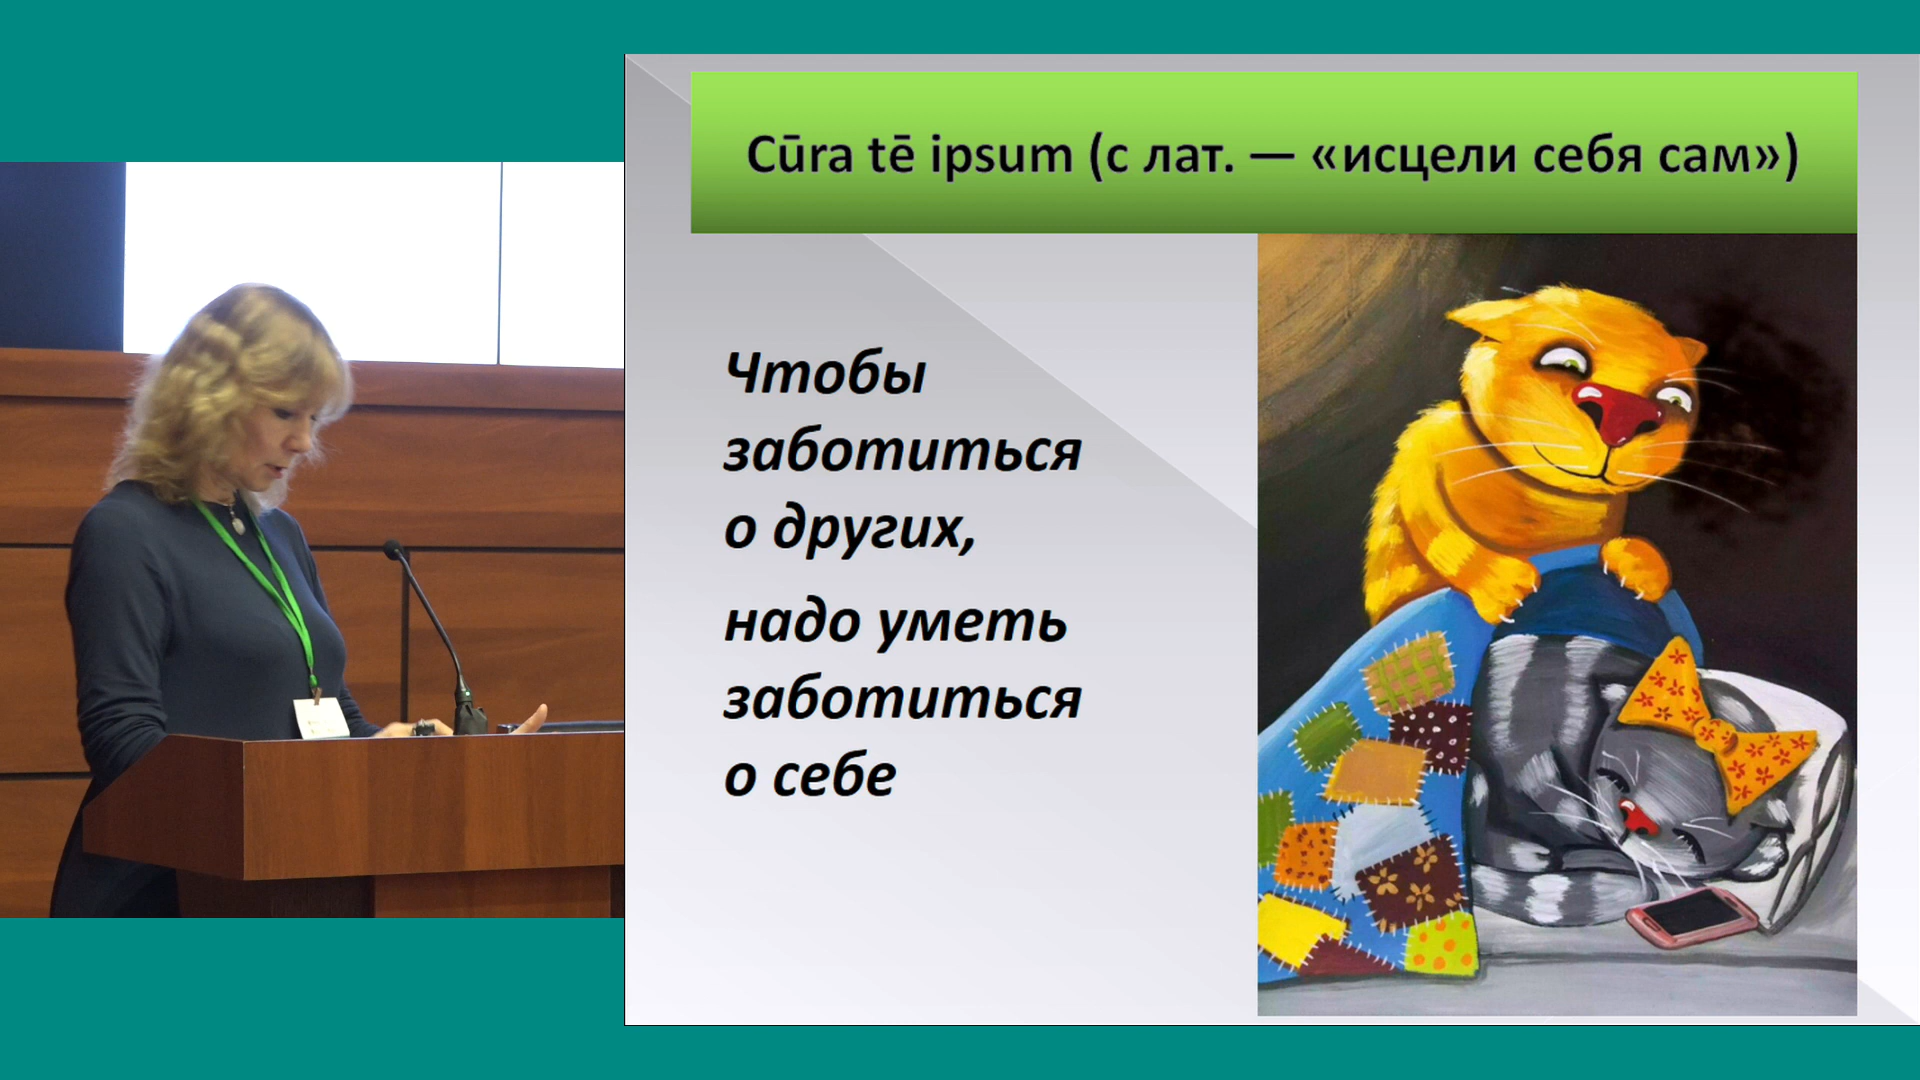 Cūra tē ipsum (с лат. — «исцели себя сам»)
Чтобы
заботиться
о других,
надо уметь
заботиться
о себе